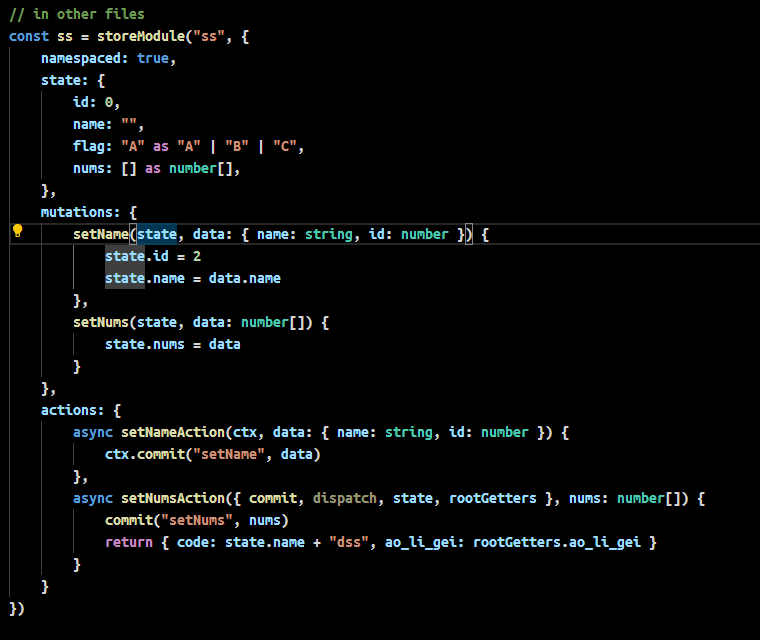 // in other files
const ss = storeModule("ss", {
    namespaced: true,
    state: {
        id: 0,
        name: "",
        flag: "A" as "A" | "B" | "C",
        nums: [] as number[],
    },
    mutations: {
        setName(state, data: { name: string, id: number }) {
            state.id = 2
            state.name = data.name
        },
        setNums(state, data: number[]) {
            state.nums = data
        }
    },
    actions: {
        async setNameAction(ctx, data: { name: string, id: number }) {
            ctx.commit("setName", data)
        },
        async setNumsAction({ commit, dispatch, state, rootGetters }, nums: number[]) {
            commit("setNums", nums)
            return { code: state.name + "dss", ao_li_gei: rootGetters.ao_li_gei }
        }
    }
})